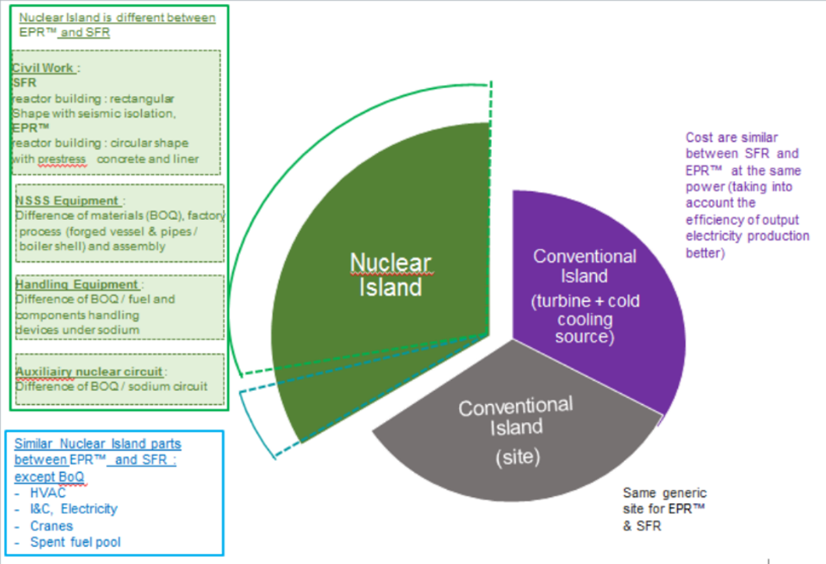 Nuclear Island is different between
EPR™ and SFR
Civil Work :
SFR
reactor building : rectangular
Shape with seismic isolation,
EPR™
reactor building : circular shape
with prestress concrete and liner
NSSS Equipment :
Difference of materials (BOQ), factory
process (forged vessel & pipes /
boiler shell) and assembly
Handling Equipment :
Difference of BOQ / fuel and
components handling
devices under sodium
Auxiliairy nuclear circuit :
Difference of BOQ / sodium circuit
Similar Nuclear Island parts
between EPR™ and SFR :
except BoQ
- HVAC
- I&C, Electricity
- Cranes
- Spent fuel pool
Nuclear
Island
Conventional
Island
(turbine + cold
cooling
source)
Conventional
Island
(site)
Cost are similar
between SFR and
EPR™ at the same
power (taking into
account the
efficiency of output
electricity production
better)
Same generic
site for EPR™
& SFR